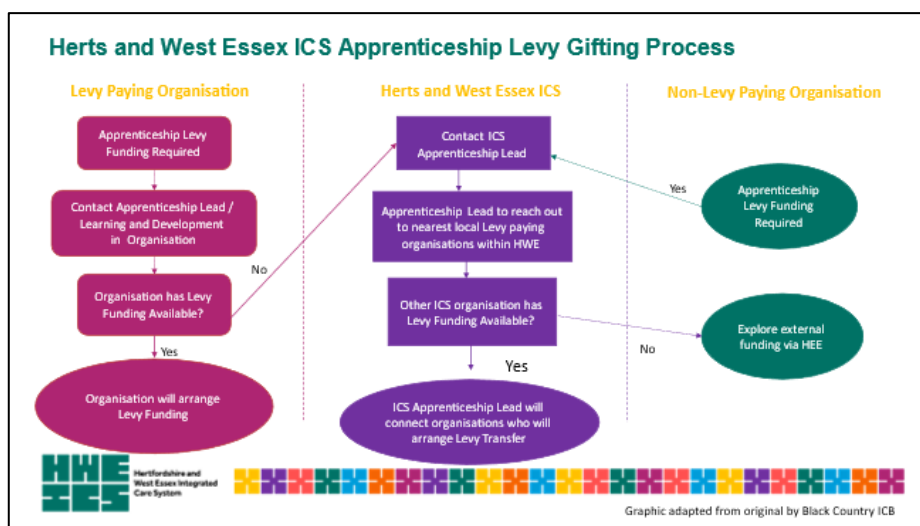 Herts and West Essex ICS Apprenticeship Levy Gifting Process
Levy Paying Organisation
Apprenticeship Levy
Funding Required
Contact Apprenticeship Lead /
Learning and Development
in Organisation
Organisation has Levy
Funding Available?
No
Yes
Organisation will arrange
Levy Funding
Herts and West Essex ICS
Contact ICS
Apprenticeship Lead
Apprenticeship Lead to reach out
to nearest local Levy paying
organisations within HWE
Other ICS organisation has
Levy Funding Available?
Yes
ICS Apprenticeship Lead will
connect organisations who will
arrange Levy Transfer
Non-Levy Paying Organisation
Apprenticeship
Levy Funding
Required
Yes
No
Explore external
funding via HEE
HWE
ICS
Hertfordshire and
West Essex Integrated
Care System
Graphic adapted from original by Black Country ICB